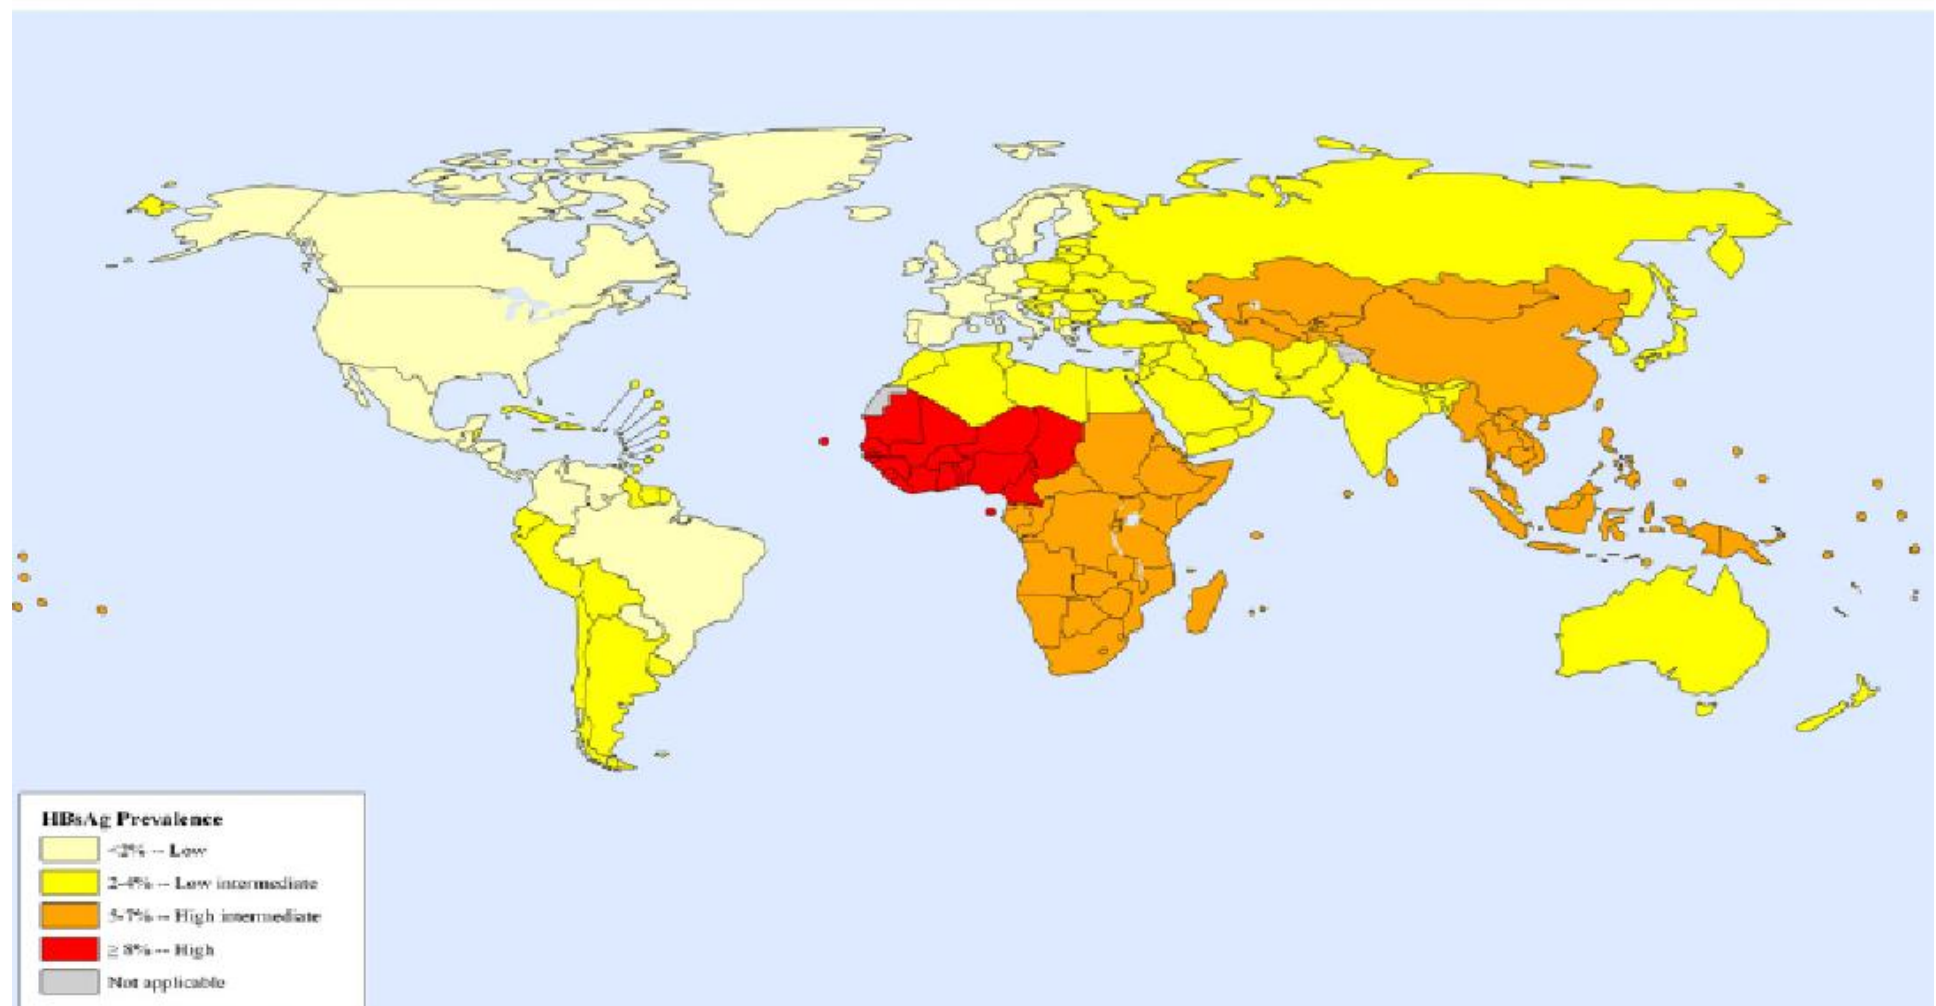 HBsAg Prevalence
<2% -- Low
2-4% -- Low intermediate
5-7% -- High intermediate
≥ 8% -- High
Not applicable